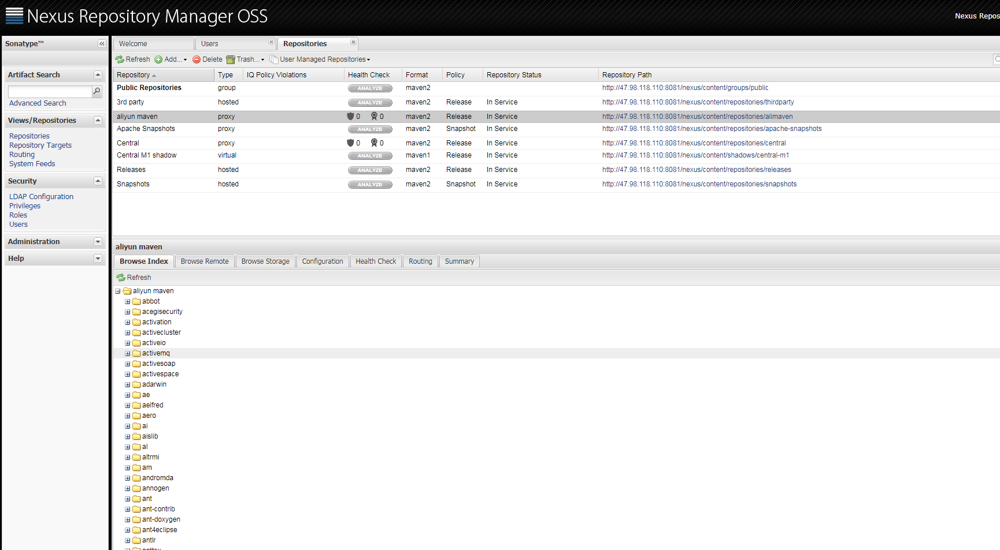 Nexus Repository Manager OSS
Nexus Repos
Sonatype™
Welcome
Users
Repositories
Refresh
Add...
Delete
Trash...
User Managed Repositories
Artifact Search
Advanced Search
Views/Repositories
Repositories
Repository Targets
Routing
System Feeds
Security
LDAP Configuration
Privileges
Roles
Users
Administration
Help
Repository Type IQ Policy Violations Health Check Format Policy Repository Status Repository Path
Public Repositories group ANALYZE maven2 http://47.98.118.110:8081/nexus/content/groups/public
3rd party hosted ANALYZE maven2 Release In Service http://47.98.118.110:8081/nexus/content/repositories/thirdparty
aliyun maven proxy 0 0 maven2 Release In Service http://47.98.118.110:8081/nexus/content/repositories/alimaven
Apache Snapshots proxy ANALYZE maven2 Snapshot In Service http://47.98.118.110:8081/nexus/content/repositories/apache-snapshots
Central proxy 0 0 maven2 Release In Service http://47.98.118.110:8081/nexus/content/repositories/central
Central M1 shadow virtual ANALYZE maven1 Release In Service http://47.98.118.110:8081/nexus/content/shadows/central-m1
Releases hosted ANALYZE maven2 Release In Service http://47.98.118.110:8081/nexus/content/repositories/releases
Snapshots hosted ANALYZE maven2 Snapshot In Service http://47.98.118.110:8081/nexus/content/repositories/snapshots
aliyun maven
Browse Index
Browse Remote
Browse Storage
Configuration
Health Check
Routing
Summary
Refresh
aliyun maven
abbot
acegisecurity
activation
activecluster
activeio
activemq
activesoap
activespace
adarwin
ae
aelfred
aero
ai
aislib
al
altrmi
am
andromda
annogen
ant
ant-contrib
ant-doxygen
ant4eclipse
antlr